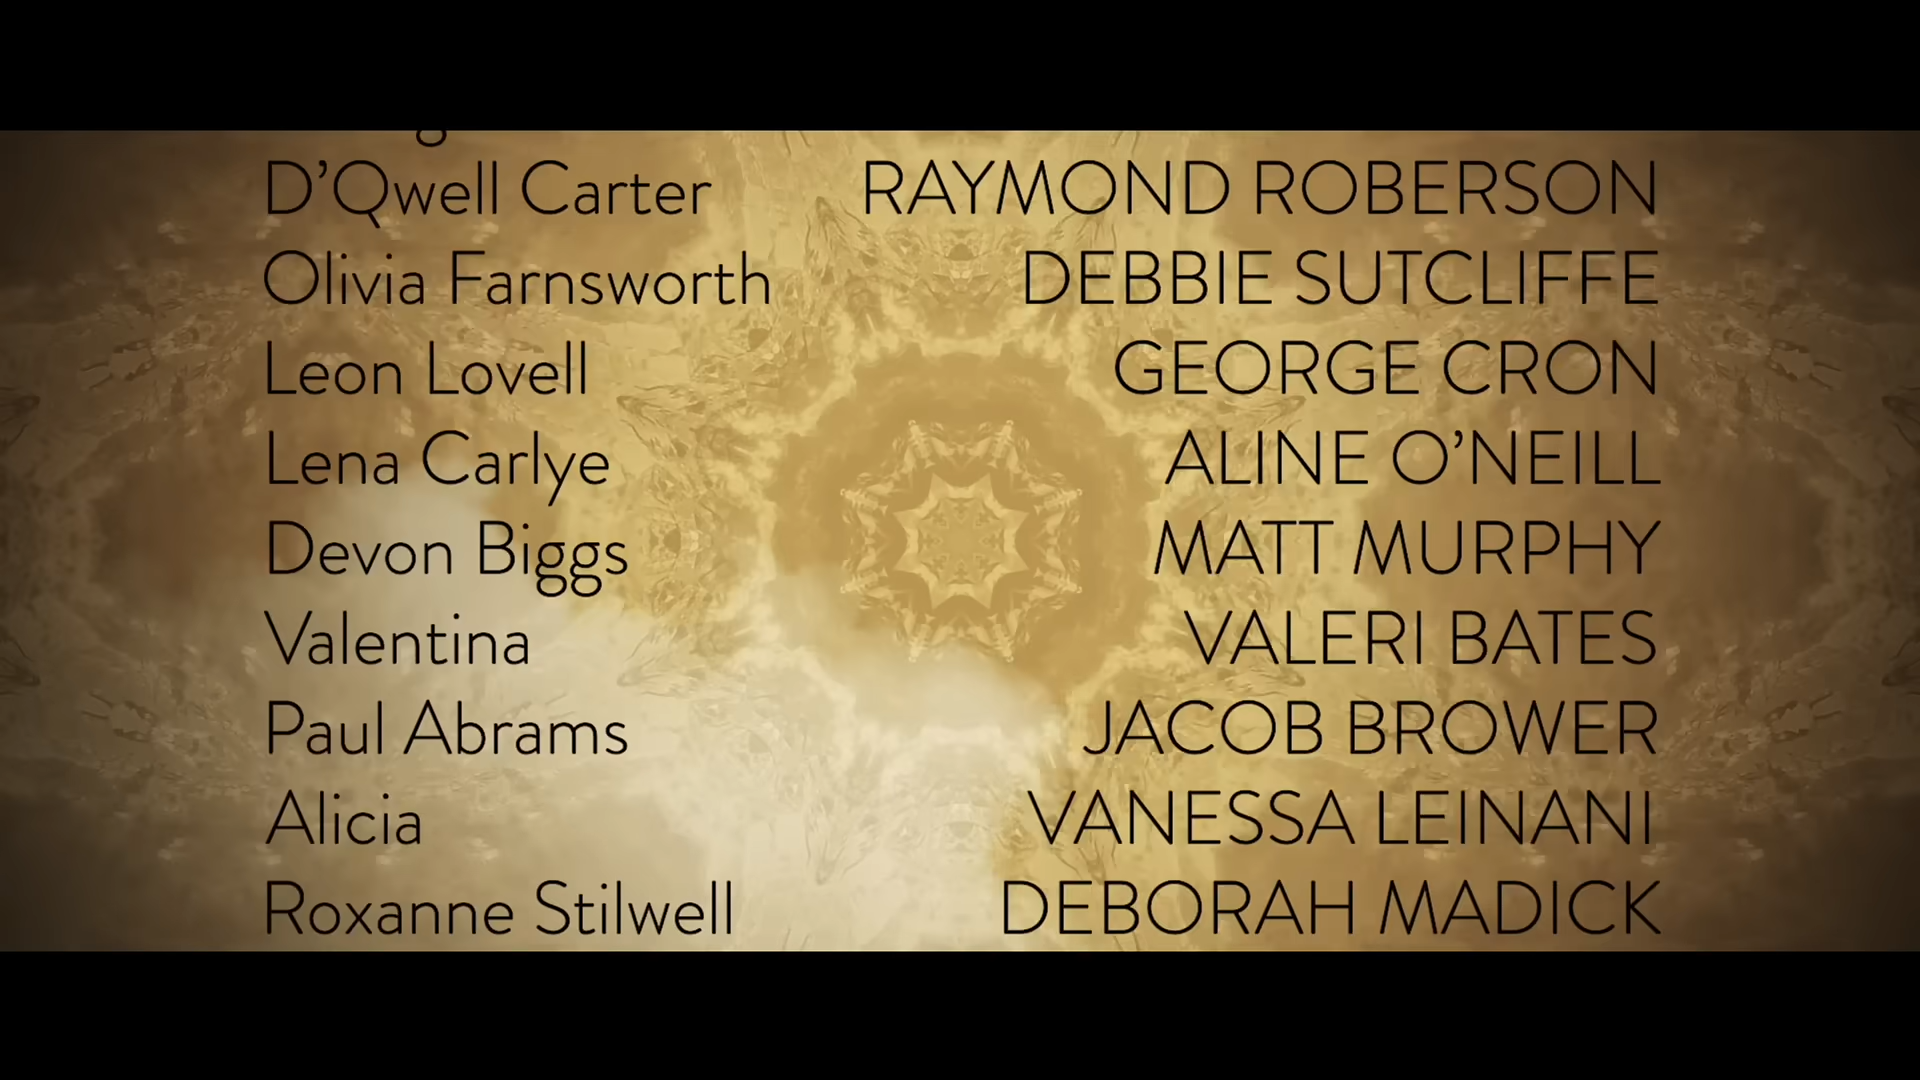 D’Qwell Carter RAYMOND ROBERSON
Olivia Farnsworth DEBBIE SUTCLIFFE
Leon Lovell GEORGE CRON
Lena Carlye ALINE O’NEILL
Devon Biggs MATT MURPHY
Valentina VALERI BATES
Paul Abrams JACOB BROWER
Alicia VANESSA LEINANI
Roxanne Stilwell DEBORAH MADICK